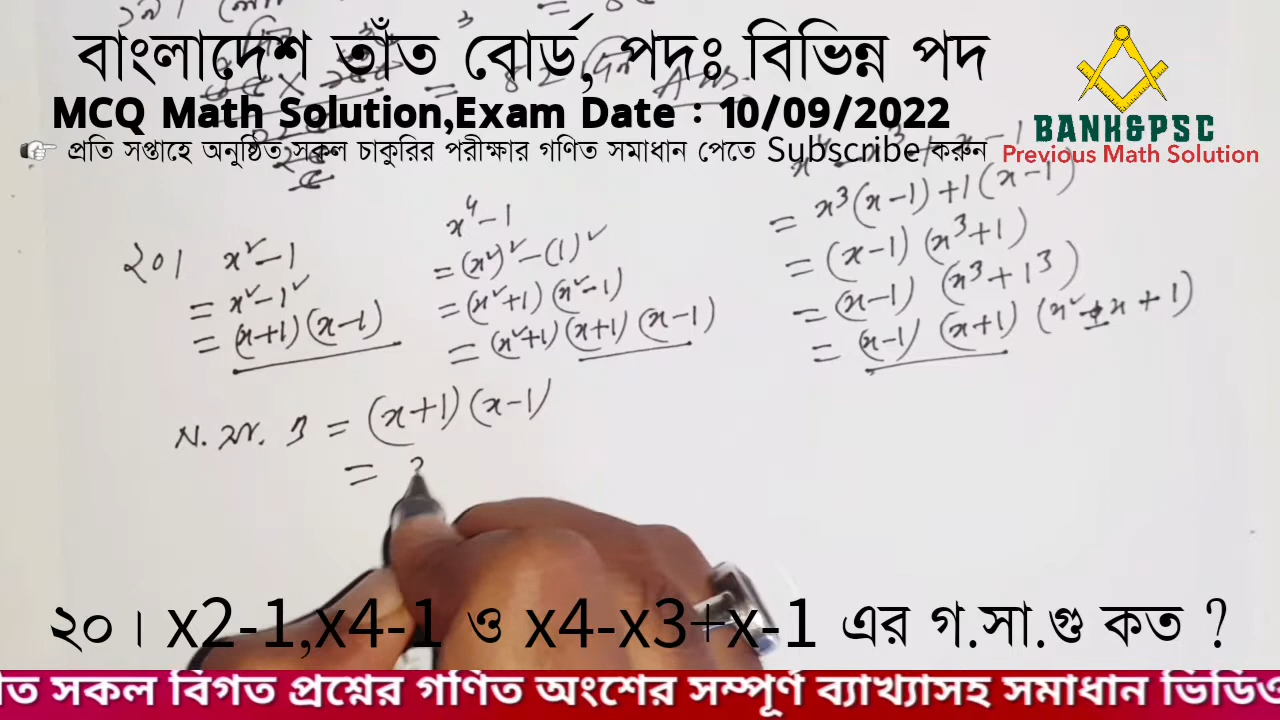 বাংলাদেশ তাঁত বোর্ড, পদঃ বিভিন্ন পদ
MCQ Math Solution,Exam Date : 10/09/2022
👉 প্রতি সপ্তাহে অনুষ্ঠিত সকল চাকুরির পরীক্ষার গণিত সমাধান পেতে Subscribe করুন
BANK&PSC
Previous Math Solution
২০। x²-1
= x²-1²
= (x+1)(x-1)
x⁴-1
= (x²)²-(1)²
= (x²+1)(x²-1)
= (x²+1)(x+1)(x-1)
x⁴-x³+x-1
= x³(x-1)+1(x-1)
= (x-1)(x³+1)
= (x-1)(x³+1³)
= (x-1)(x+1)(x²-x+1)
= (x+1)(x-1)
=
২০। x2-1,x4-1 ও x4-x3+x-1 এর গ.সা.গু কত ?
সকল বিগত প্রশ্নের গণিত অংশের সম্পূর্ণ ব্যাখ্যাসহ সমাধান